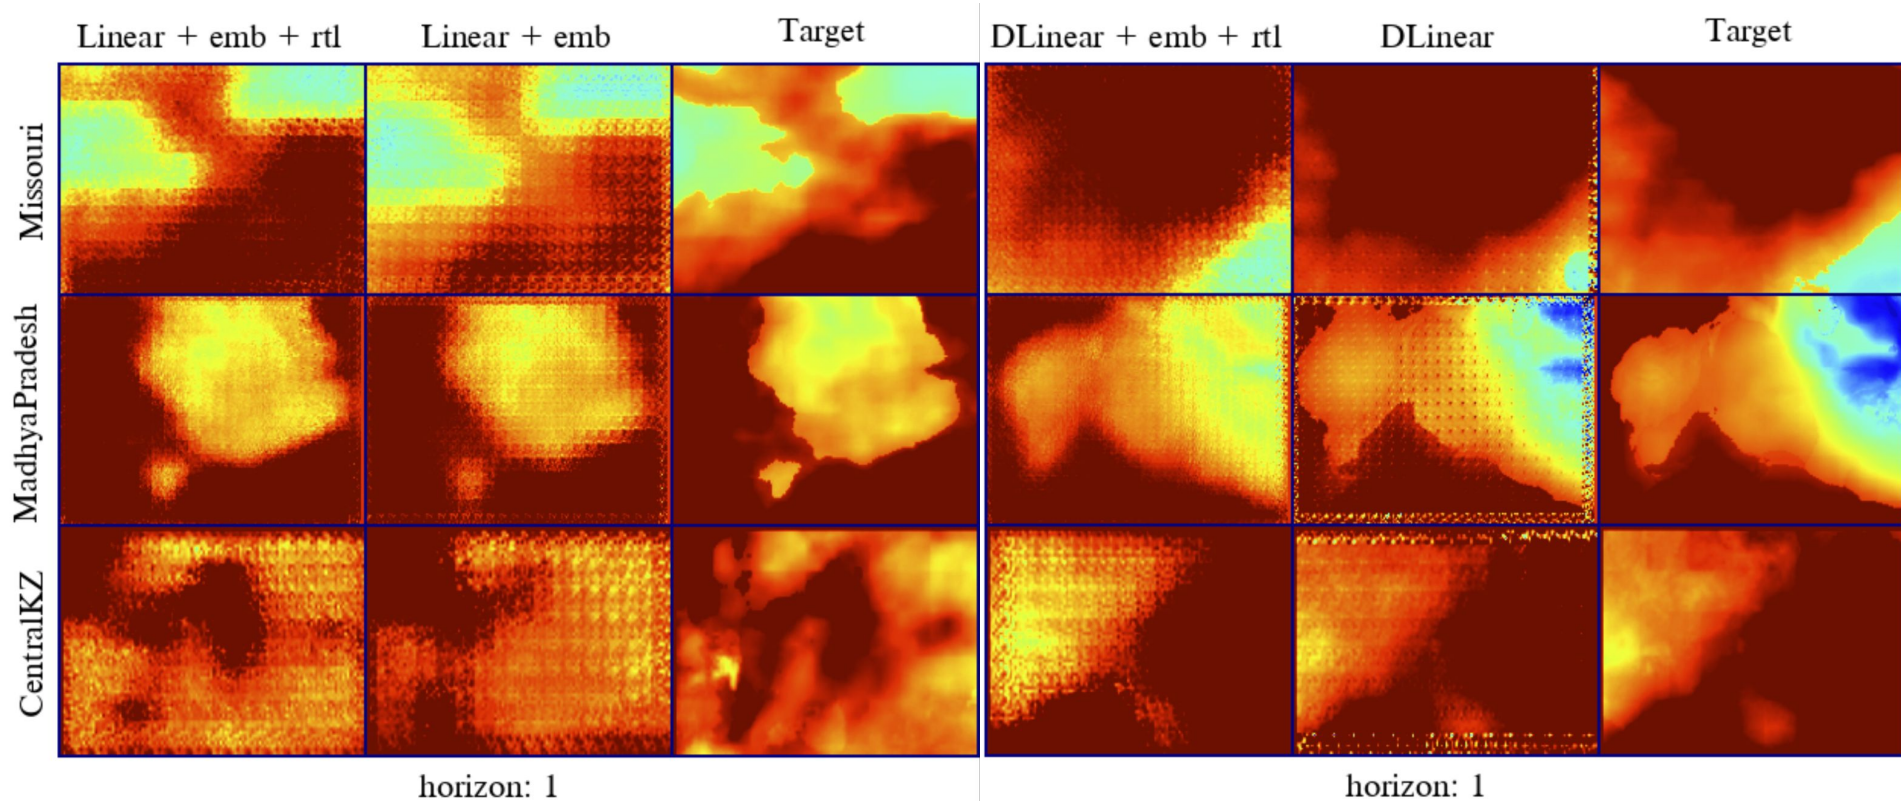 Linear + emb + rtl
Linear + emb
Target
DLinear + emb + rtl
DLinear
Target
Missouri
MadhyaPradesh
CentralKZ
horizon: 1
horizon: 1